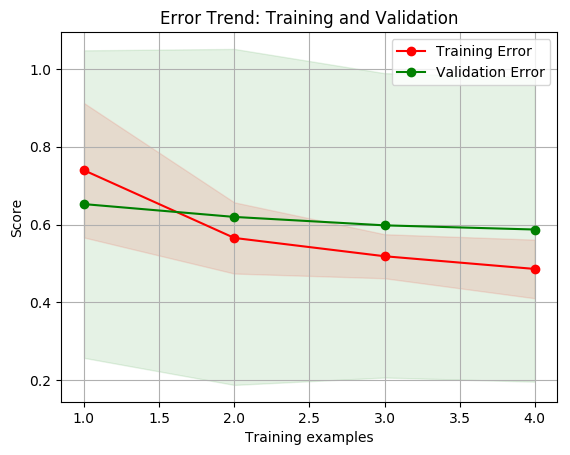 Error Trend: Training and Validation
Training Error
Validation Error
Score
1.0
0.8
0.6
0.4
0.2
1.0 1.5 2.0 2.5 3.0 3.5 4.0
Training examples